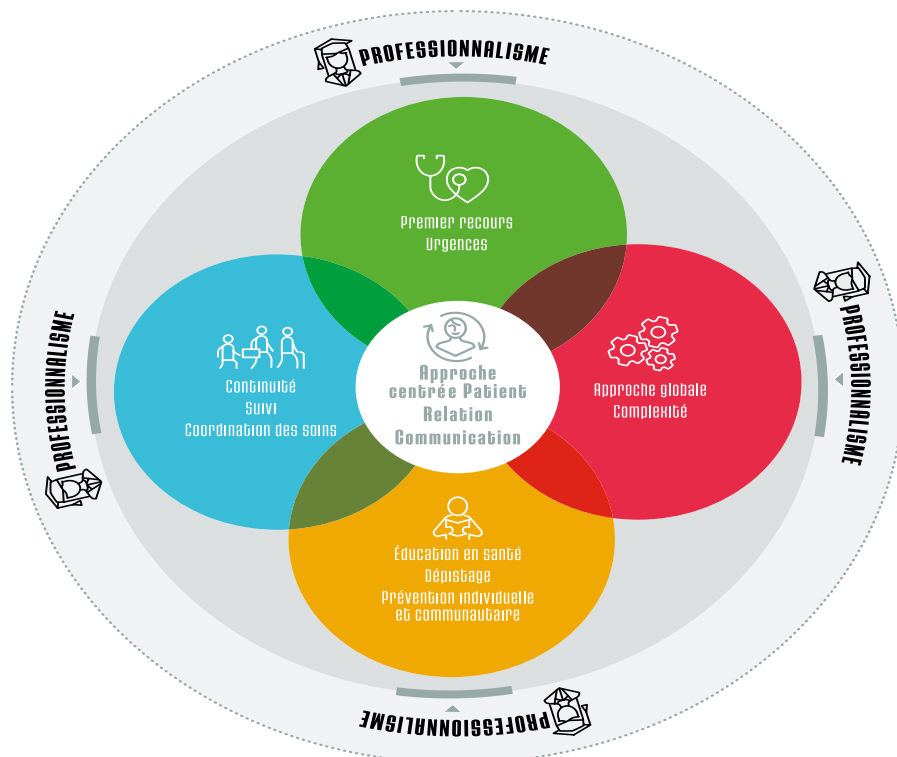 PROFESSIONNALISME
Premier recours
Urgences
PROFESSIONNALISME
Continuité
Suivi
Coordination des soins
Approche
centrée Patient
Relation
Communication
Approche globale
Complexité
PROFESSIONNALISME
Éducation en santé
Dépistage
Prévention individuelle
et communautaire
PROFESSIONNALISME